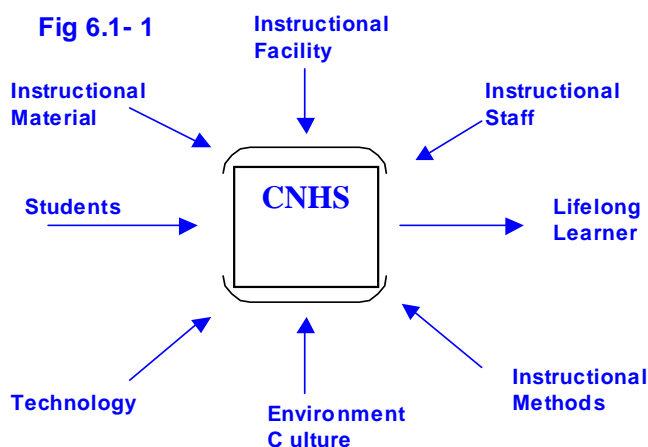 Fig 6.1- 1
Instructional
Facility
Instructional
Material
Instructional
Staff
CNHS
Students
Lifelong
Learner
Technology
Environment
C ulture
Instructional
Methods